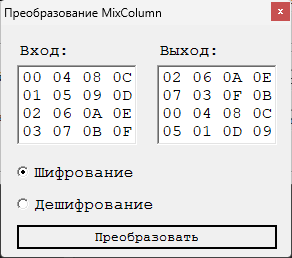 Преобразование MixColumn
x
Вход: Выход:
00 04 08 0C 02 06 0A 0E
01 05 09 0D 07 03 0F 0B
02 06 0A 0E 00 04 08 0C
03 07 0B 0F 05 01 0D 09
Шифрование
Дешифрование
Преобразовать